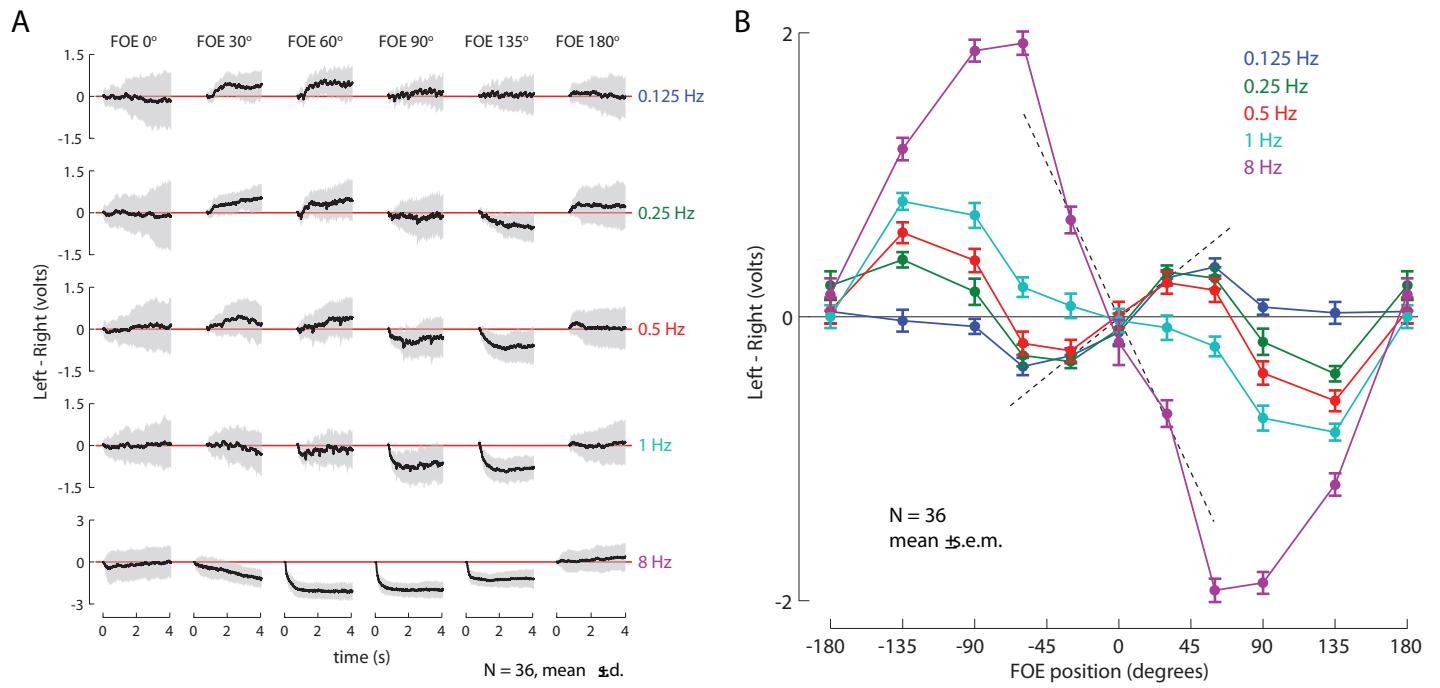 A
FOE 0° FOE 30° FOE 60° FOE 90° FOE 135° FOE 180°
1.5
0
-1.5
0.125 Hz
1.5
0
-1.5
0.25 Hz
1.5
0
-1.5
0.5 Hz
1.5
0
-1.5
1 Hz
3
0
-3
8 Hz
Left - Right (volts)
0 2 4 0 2 4 0 2 4 0 2 4 0 2 4 0 2 4
time (s)
N = 36, mean ±s.d.
B
2
0
-2
Left - Right (volts)
0.125 Hz
0.25 Hz
0.5 Hz
1 Hz
8 Hz
N = 36
mean ±s.e.m.
-180 -135 -90 -45 0 45 90 135 180
FOE position (degrees)